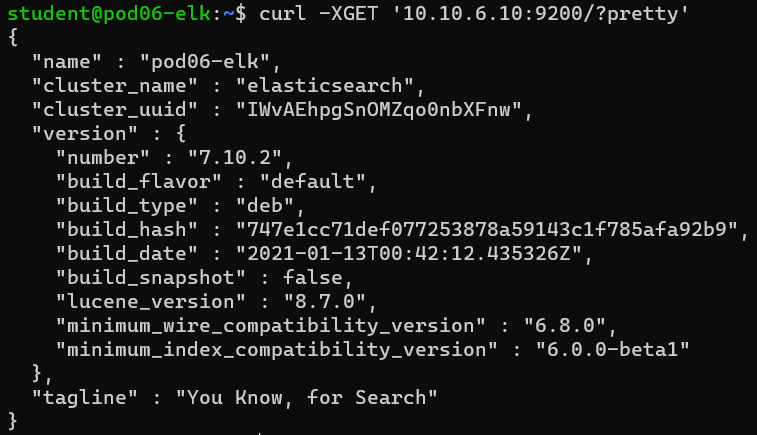 student@pod06-elk:~$ curl -XGET '10.10.6.10:9200/?pretty'
{
  "name" : "pod06-elk",
  "cluster_name" : "elasticsearch",
  "cluster_uuid" : "IWvAEhpgSnOMZqo0nbXFnw",
  "version" : {
    "number" : "7.10.2",
    "build_flavor" : "default",
    "build_type" : "deb",
    "build_hash" : "747e1cc71def077253878a59143c1f785afa92b9",
    "build_date" : "2021-01-13T00:42:12.435326Z",
    "build_snapshot" : false,
    "lucene_version" : "8.7.0",
    "minimum_wire_compatibility_version" : "6.8.0",
    "minimum_index_compatibility_version" : "6.0.0-beta1"
  },
  "tagline" : "You Know, for Search"
}